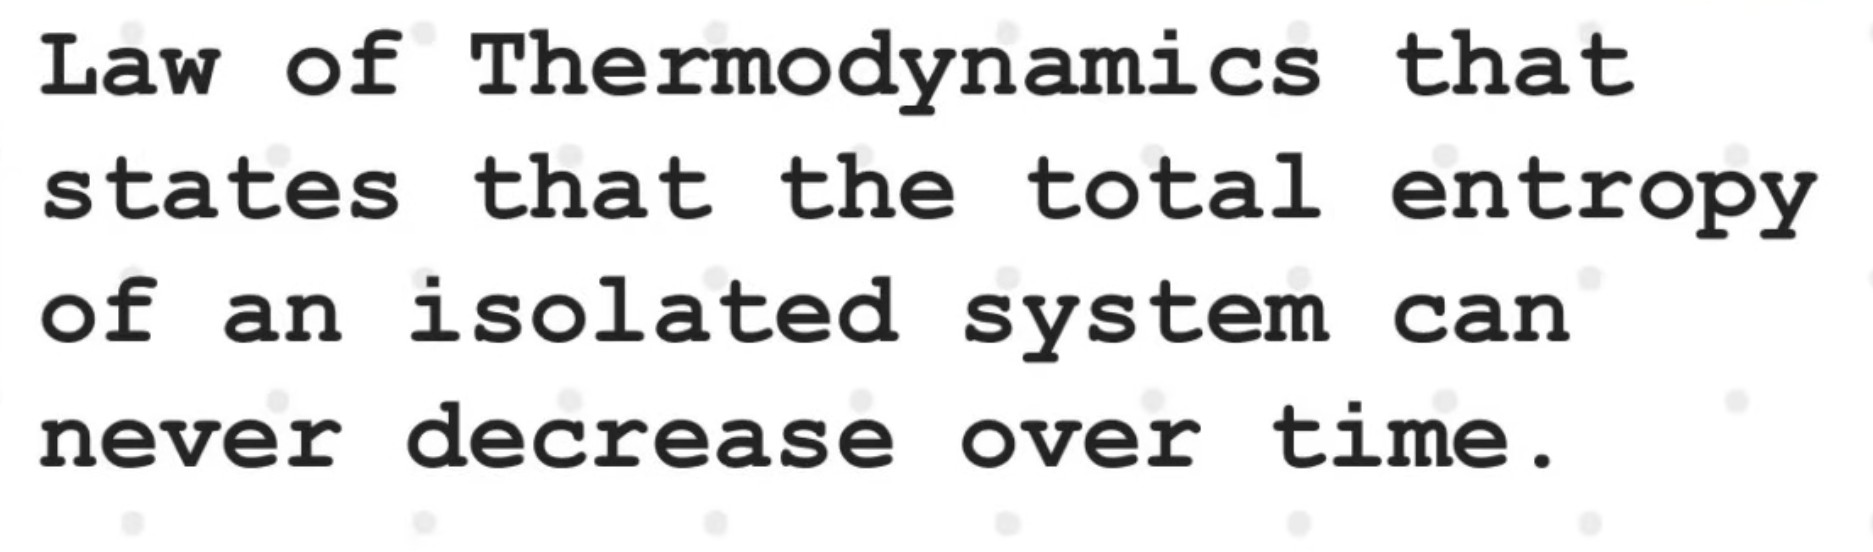 Law of Thermodynamics that
states that the total entropy
of an isolated system can
never decrease over time.